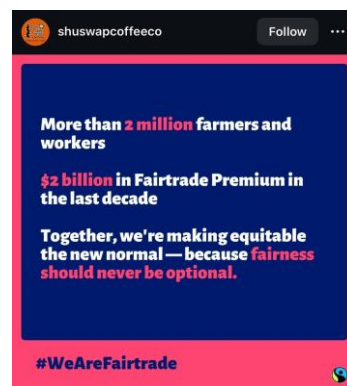 shuswapcoffeeco
Follow
More than 2 million farmers and
workers
$2 billion in Fairtrade Premium in
the last decade
Together, we're making equitable
the new normal — because fairness
should never be optional.
#WeAreFairtrade